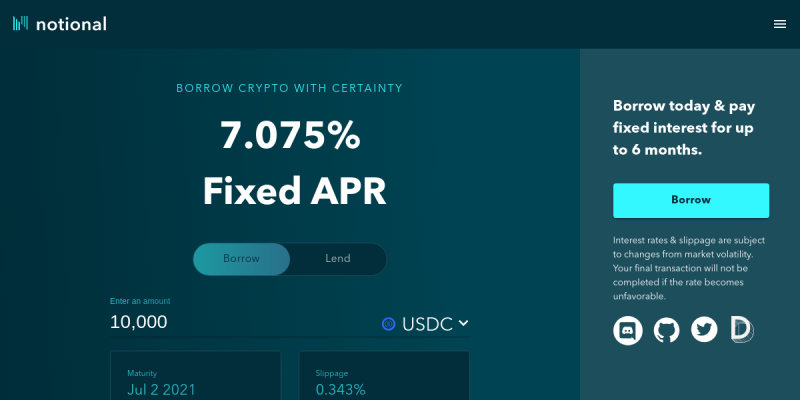 notional
BORROW CRYPTO WITH CERTAINTY
7.075%
Fixed APR
Borrow
Lend
Enter an amount
10,000
USDC
Maturity
Jul 2 2021
Slippage
0.343%
Borrow today & pay
fixed interest for up
to 6 months.
Borrow
Interest rates & slippage are subject
to changes from market volatility.
Your final transaction will not be
completed if the rate becomes
unfavorable.